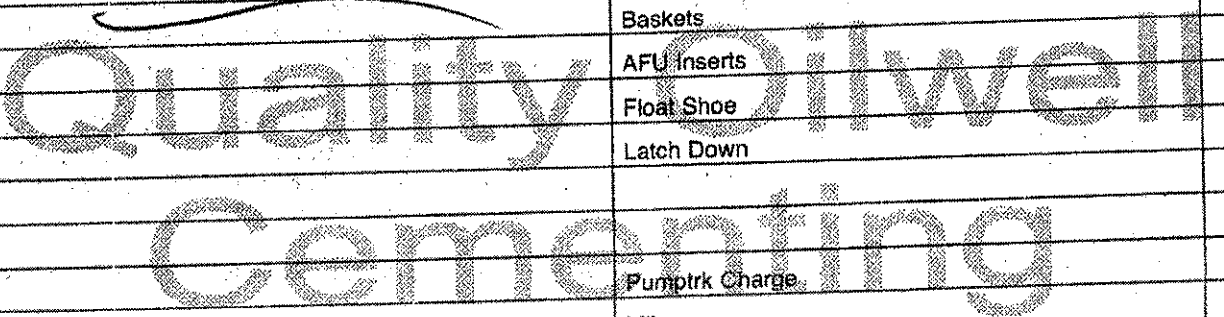 Baskets
Quality Oilwell
AFU Inserts
Float Shoe
Latch Down
Cementing
Pumptrk Charge